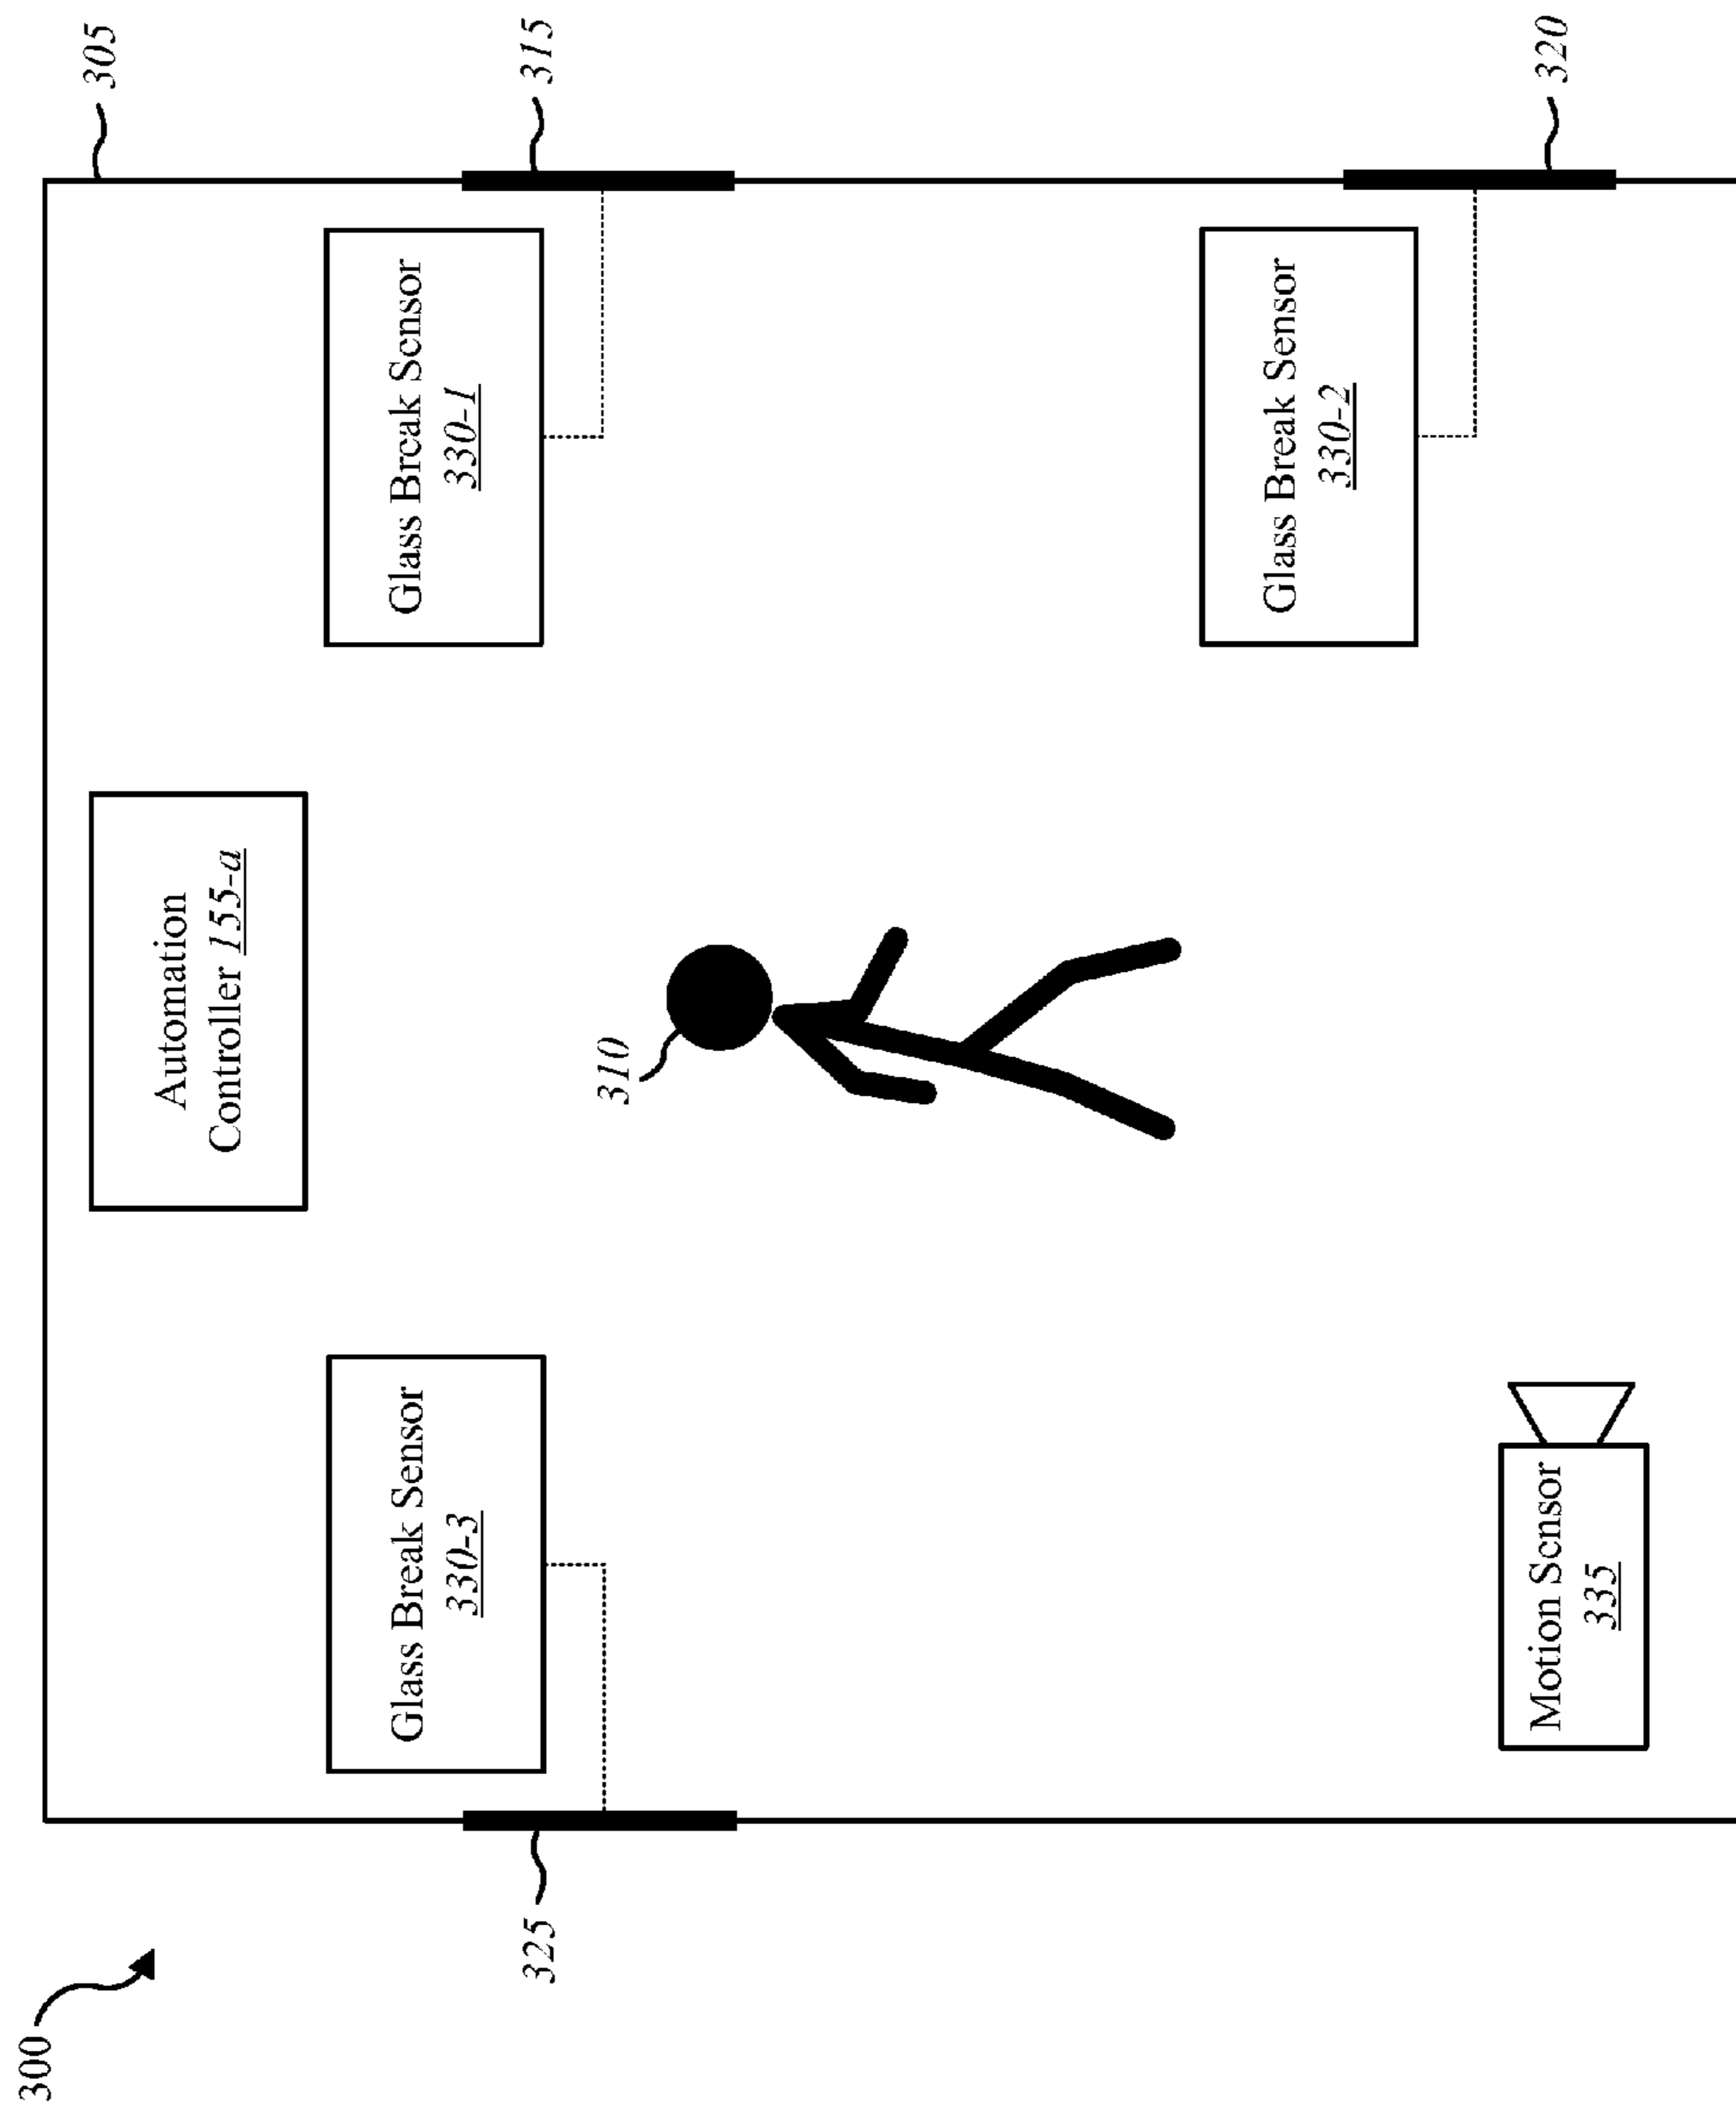 300
305
Automation
Controller 155-a
Glass Break Sensor
330-3
Glass Break Sensor
330-1
325
315
310
Glass Break Sensor
330-2
Motion Sensor
335
320